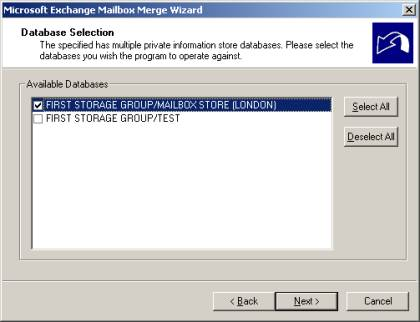 Microsoft Exchange Mailbox Merge Wizard
Database Selection
The specified has multiple private information store databases. Please select the
databases you wish the program to operate against.
Available Databases
FIRST STORAGE GROUP/MAILBOX STORE (LONDON)
FIRST STORAGE GROUP/TEST
Select All
Deselect All
< Back
Next >
Cancel